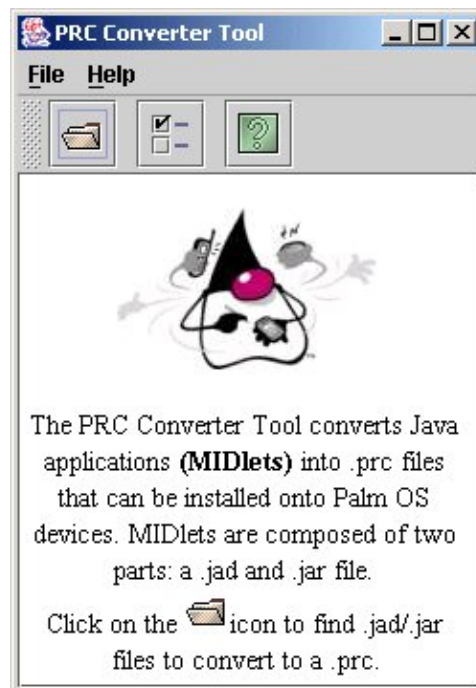 PRC Converter Tool
File Help
The PRC Converter Tool converts Java
applications (MIDlets) into .prc files
that can be installed onto Palm OS
devices. MIDlets are composed of two
parts: a .jad and .jar file.
Click on the icon to find .jad/.jar
files to convert to a .prc.